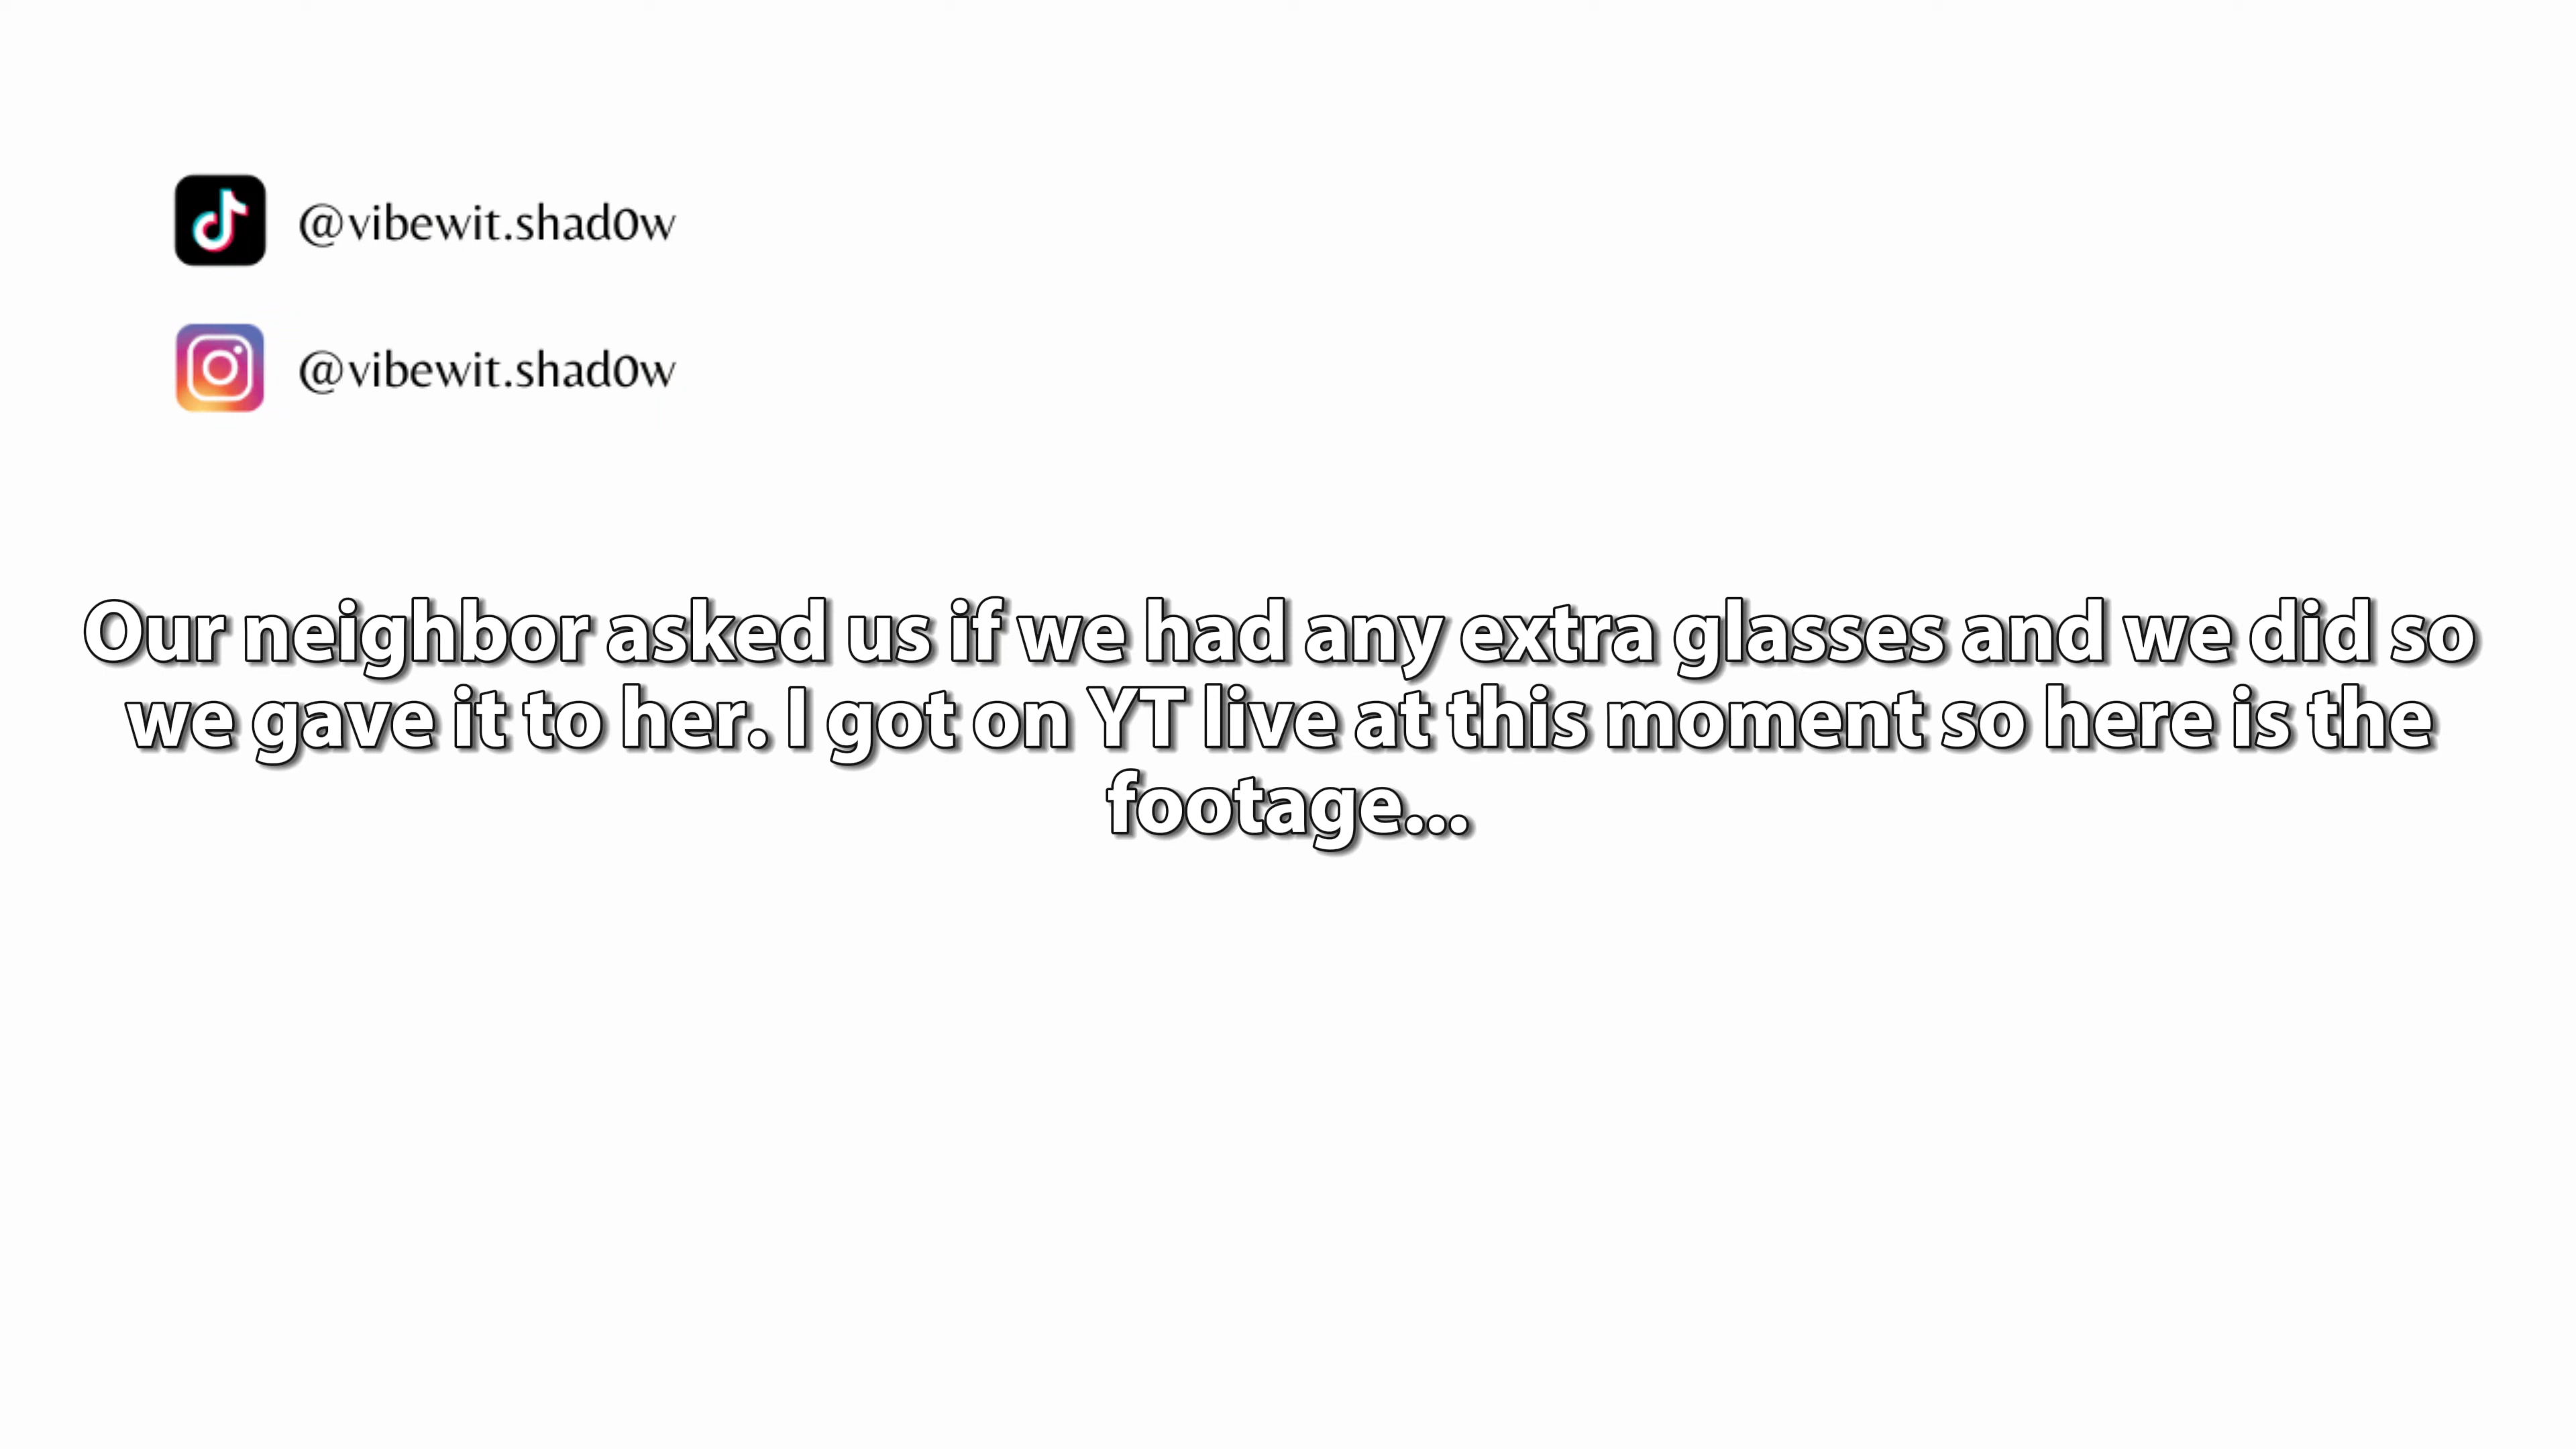 @vibewit.shad0w
@vibewit.shad0w
Our neighbor asked us if we had any extra glasses and we did so
we gave it to her. I got on YT live at this moment so here is the
footage...